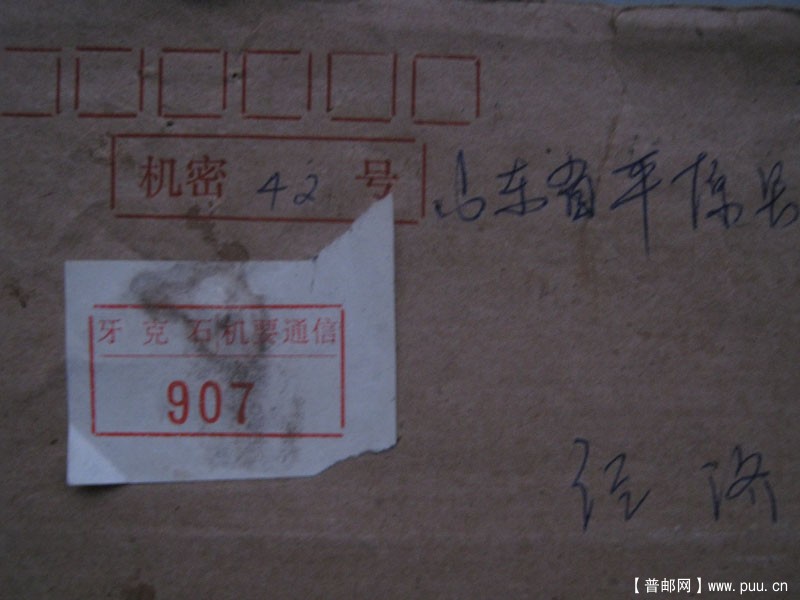 机密 42 号 山东省平原县
牙克石机要通信
907
经济
【普邮网】www.puu.cn